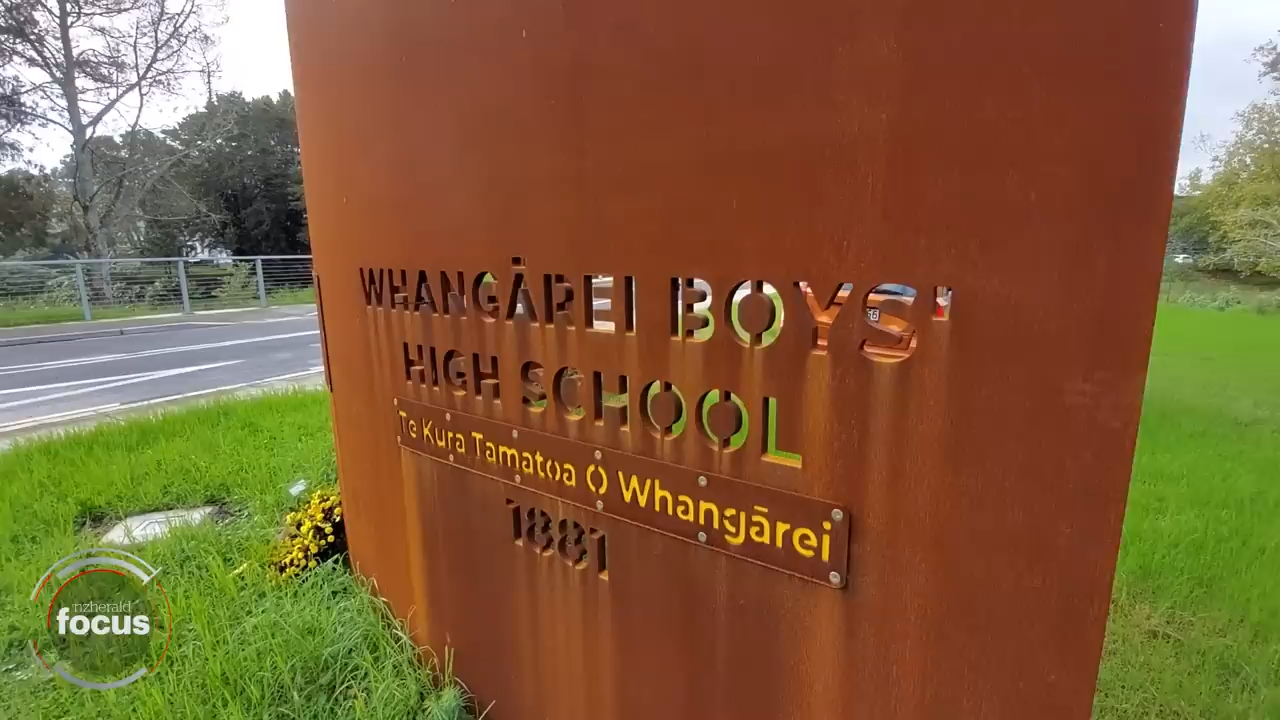 WHANGĀREI BOYS'
HIGH SCHOOL
Te Kura Tamatoa O Whangārei
1881
nzherald
focus